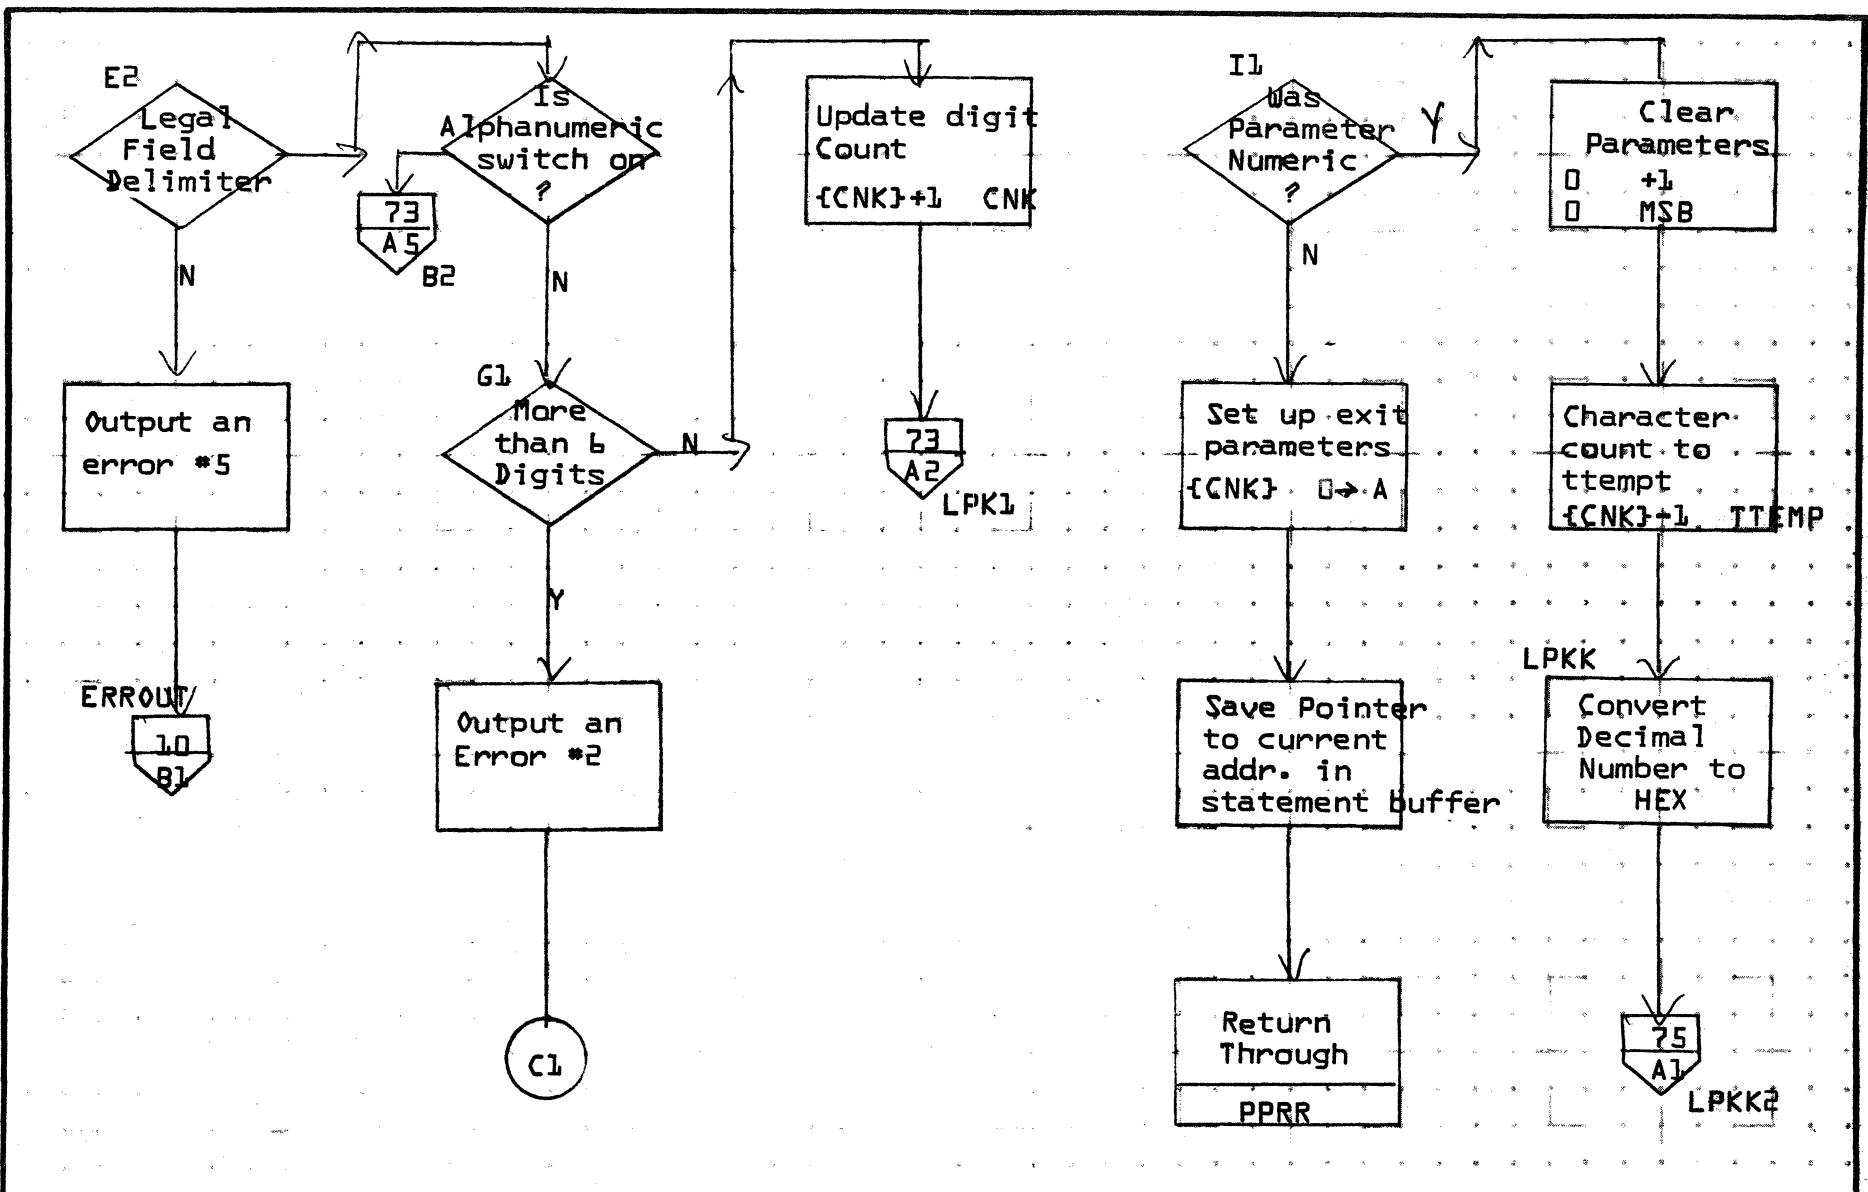 E2
Legal
Field
Delimiter
N
Output an
error #5
ERROUT
10
B1
Is
Alphanumeric
switch on
?
73
A5
B2
N
G1
More
than 6
Digits
N
Y
Output an
Error #2
C1
Update digit
Count
{CNK}+1 CNK
73
A2
LPK1
I1
Was
Parameter
Numeric
?
Y
N
Set up exit
parameters
{CNK} 0→ A
Save Pointer
to current
addr. in
statement buffer
Return
Through
PPRR
Clear
Parameters
0 +1
0 MSB
Character
count to
ttempt
{CNK}-1 TTEMP
LPKK
Convert
Decimal
Number to
HEX
75
A1
LPKK2